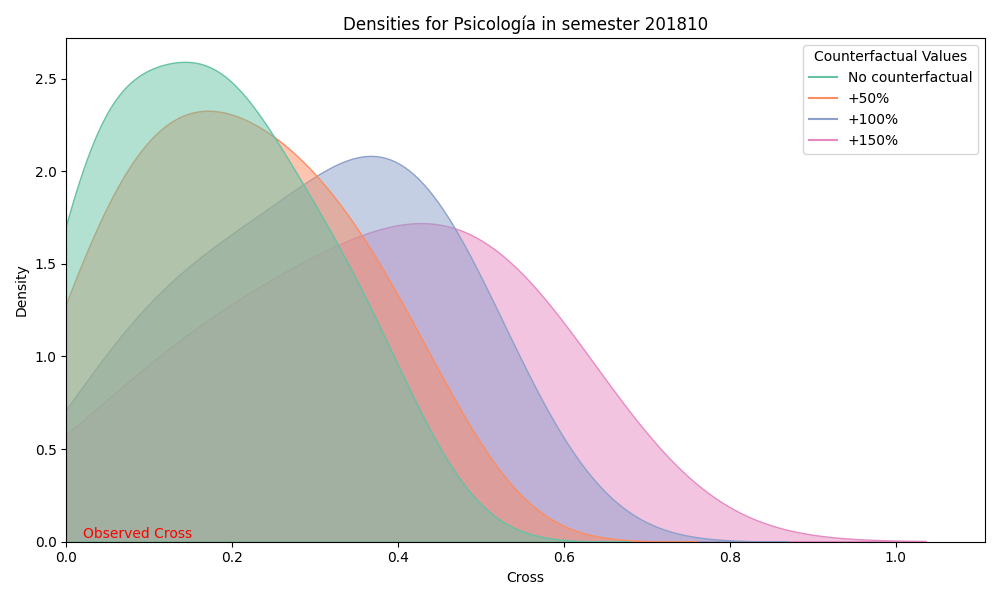 Densities for Psicología in semester 201810
Counterfactual Values
No counterfactual
+50%
+100%
+150%
Density
2.5
2.0
1.5
1.0
0.5
0.0
Observed Cross
0.0 0.2 0.4 0.6 0.8 1.0
Cross